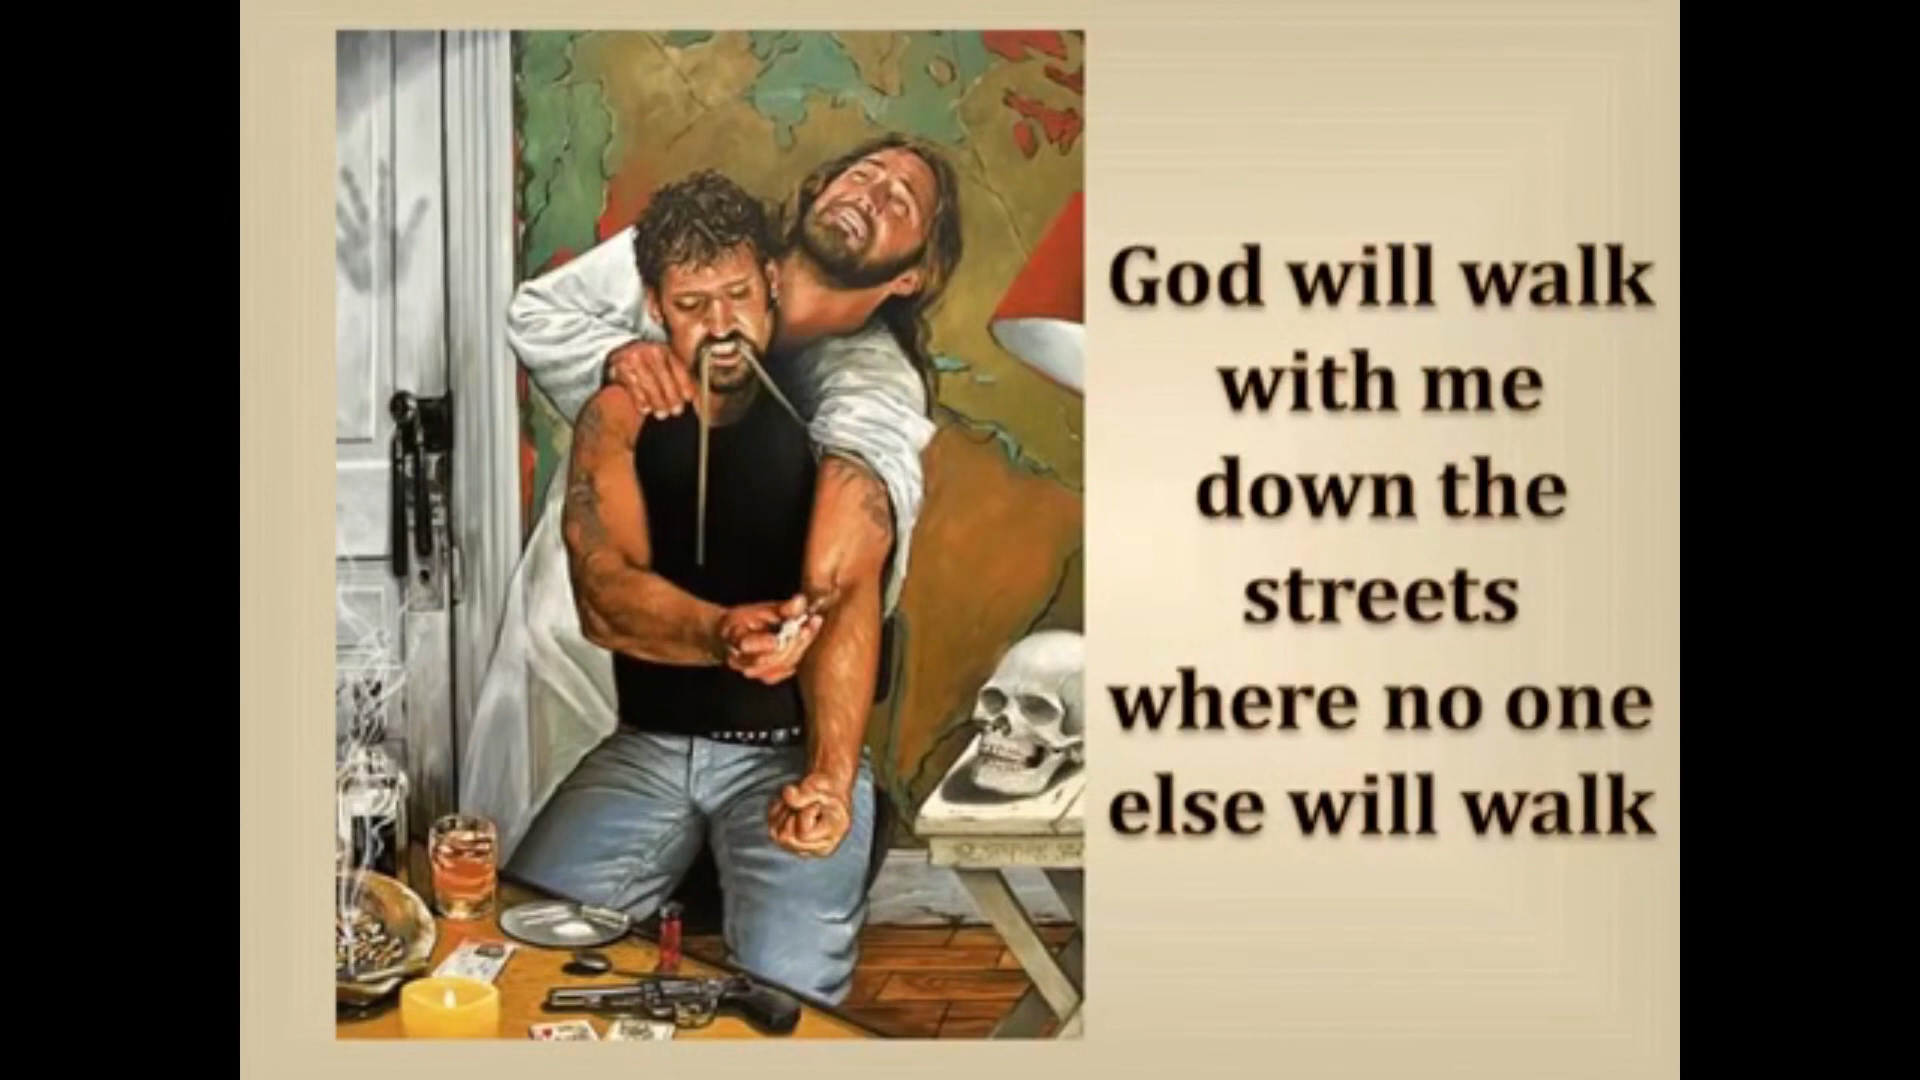 God will walk
with me
down the
streets
where no one
else will walk